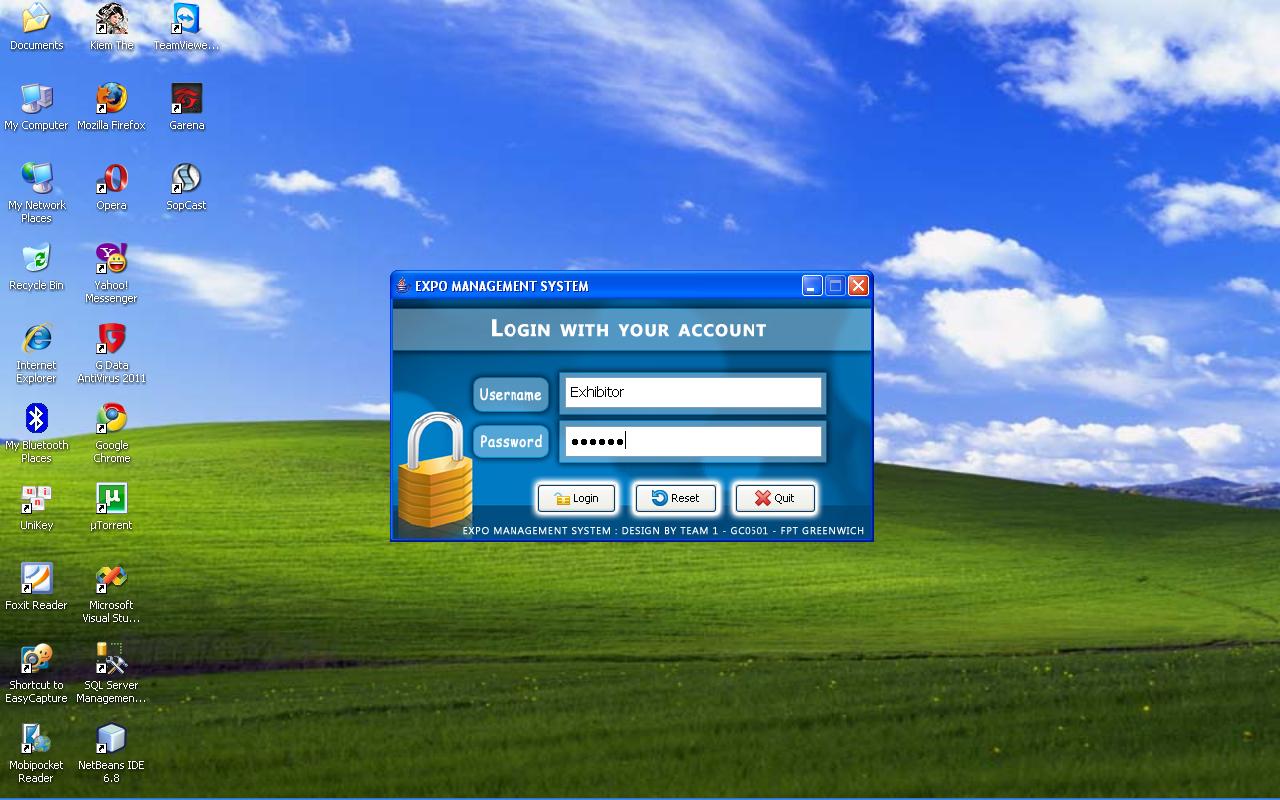 Documents
Kiem The
TeamViewe...
My Computer
Mozilla Firefox
Garena
My Network
Places
Opera
SopCast
Recycle Bin
Yahoo!
Messenger
Internet
Explorer
G Data
AntiVirus 2011
My Bluetooth
Places
Google
Chrome
UniKey
µTorrent
Foxit Reader
Microsoft
Visual Stu...
Shortcut to
EasyCapture
SQL Server
Managemen...
Mobipocket
Reader
NetBeans IDE
6.8
EXPO MANAGEMENT SYSTEM
LOGIN WITH YOUR ACCOUNT
Username
Exhibitor
Password
Login
Reset
Quit
EXPO MANAGEMENT SYSTEM : DESIGN BY TEAM 1 - GC0501 - FPT GREENWICH